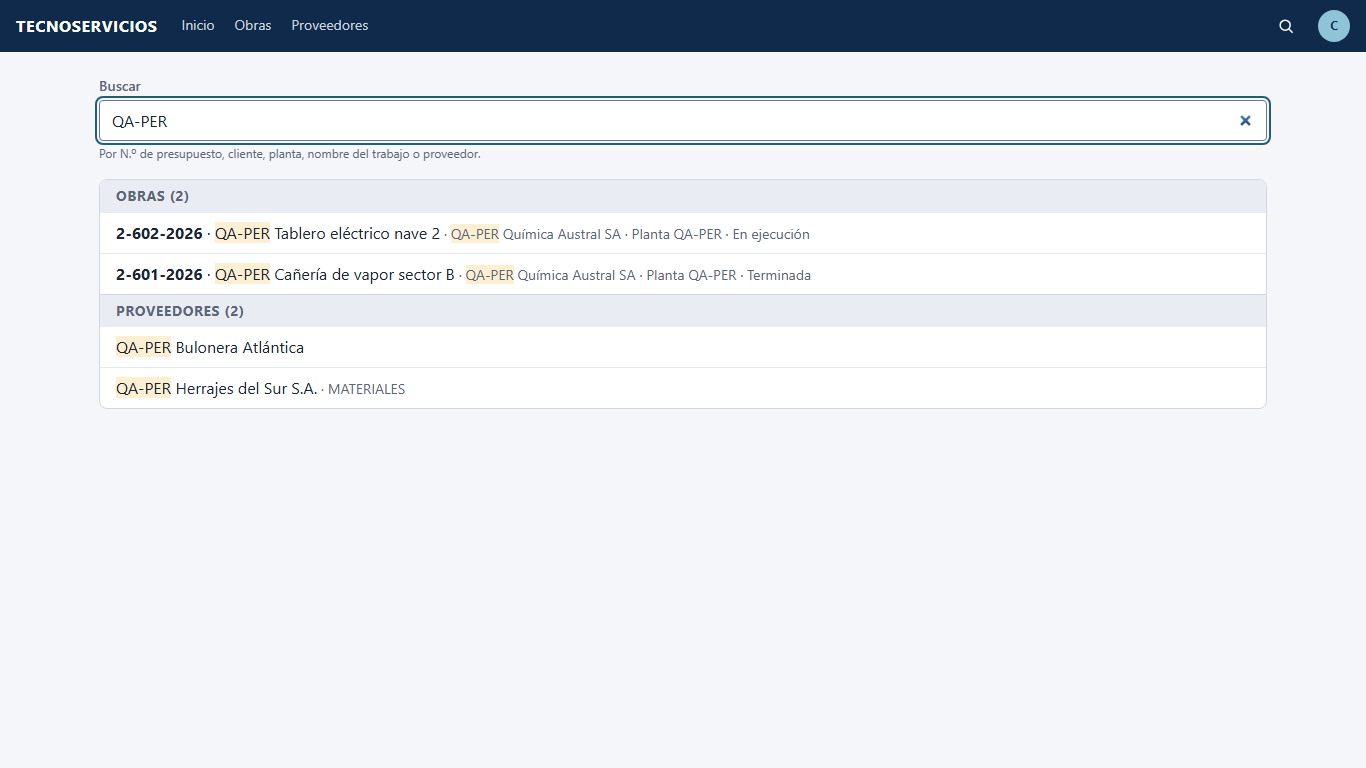 TECNOSERVICIOS Inicio Obras Proveedores C
Buscar
QA-PER
Por N.º de presupuesto, cliente, planta, nombre del trabajo o proveedor.
OBRAS (2)
2-602-2026 · QA-PER Tablero eléctrico nave 2 · QA-PER Química Austral SA · Planta QA-PER · En ejecución
2-601-2026 · QA-PER Cañería de vapor sector B · QA-PER Química Austral SA · Planta QA-PER · Terminada
PROVEEDORES (2)
QA-PER Bulonera Atlántica
QA-PER Herrajes del Sur S.A. · MATERIALES